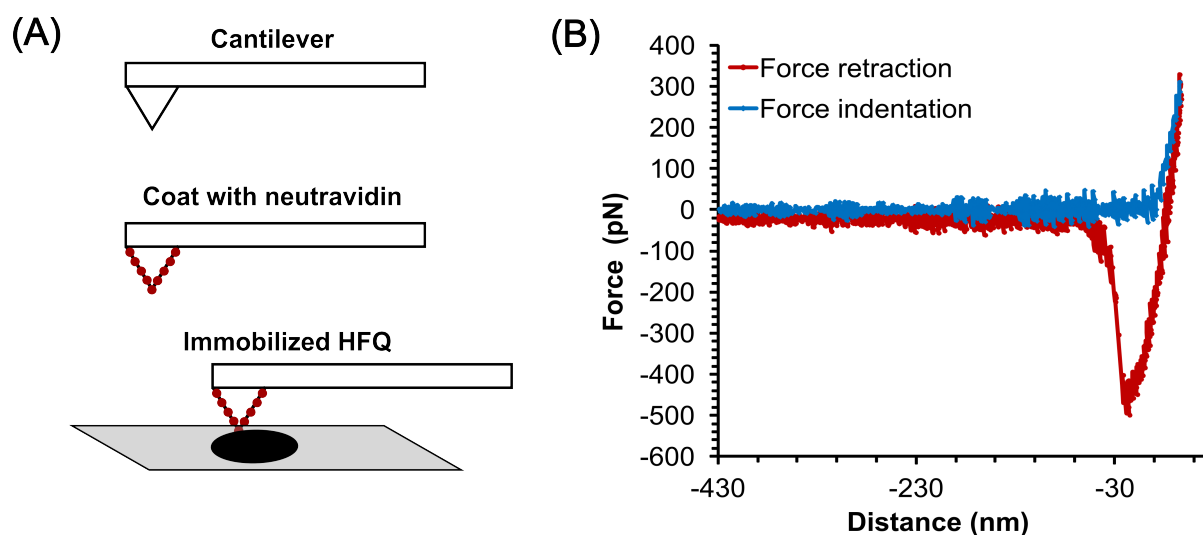 (A)
Cantilever
Coat with neutravidin
Immobilized HFQ
(B)
400
300
200
100
0
-100
-200
-300
-400
-500
-600
Force (pN)
Force retraction
Force indentation
-430
-230
-30
Distance (nm)